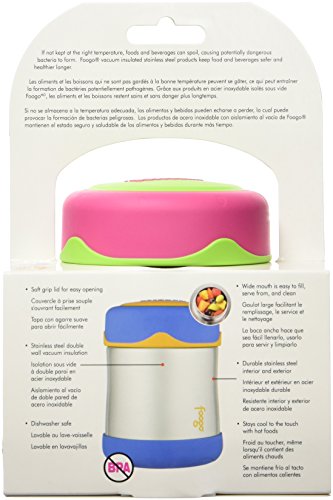 If not kept at the right temperature, foods and beverages can spoil, causing potentially dangerous
bacteria to form. Foogo® vacuum insulated stainless steel products keep food and beverages safer and
healthier longer.
Les aliments et les boissons qui ne sont pas gardés à la bonne température peuvent se gâter, ce qui peut entraîner
la formation de bactéries potentiellement pathogènes. Grâce aux produits en acier inoxydable isolés sous vide
Foogo®, les aliments et les boissons restent sains et sans danger plus longtemps.
Si no se almacena a la temperatura adecuada, los alimentos y bebidas pueden echarse a perder, lo cual puede
provocar la formación de bacterias peligrosas. Los productos de acero inoxidable con aislamiento al vacío de Foogo®
mantienen el estado seguro y saludable de los alimentos y bebidas durante más tiempo.
• Soft grip lid for easy opening
Couvercle à prise souple
s'ouvrant facilement
Tapa con agarre suave
para abrir fácilmente
• Stainless steel double
wall vacuum insulation
Isolation sous vide
à double paroi en
acier inoxydable
Aislamiento al vacío
de doble pared de
acero inoxidable
• Dishwasher safe
Lavable au lave-vaisselle
Lavable en lavavajillas
BPA
foogo
• Wide mouth is easy to fill,
serve from, and clean
Goulot large facilitant le
remplissage, le service et
le nettoyage
La boca ancha hace que
sea fácil llenarlo, usarlo
para servir y limpiarlo
• Durable stainless steel
interior and exterior
Intérieur et extérieur en acier
inoxydable durable
Resistente interior y exterior
de acero inoxidable
• Stays cool to the touch
with hot foods
Froid au toucher, même
lorsqu'il contient des
aliments chauds
Se mantiene frío al tacto
con alimentos calientes